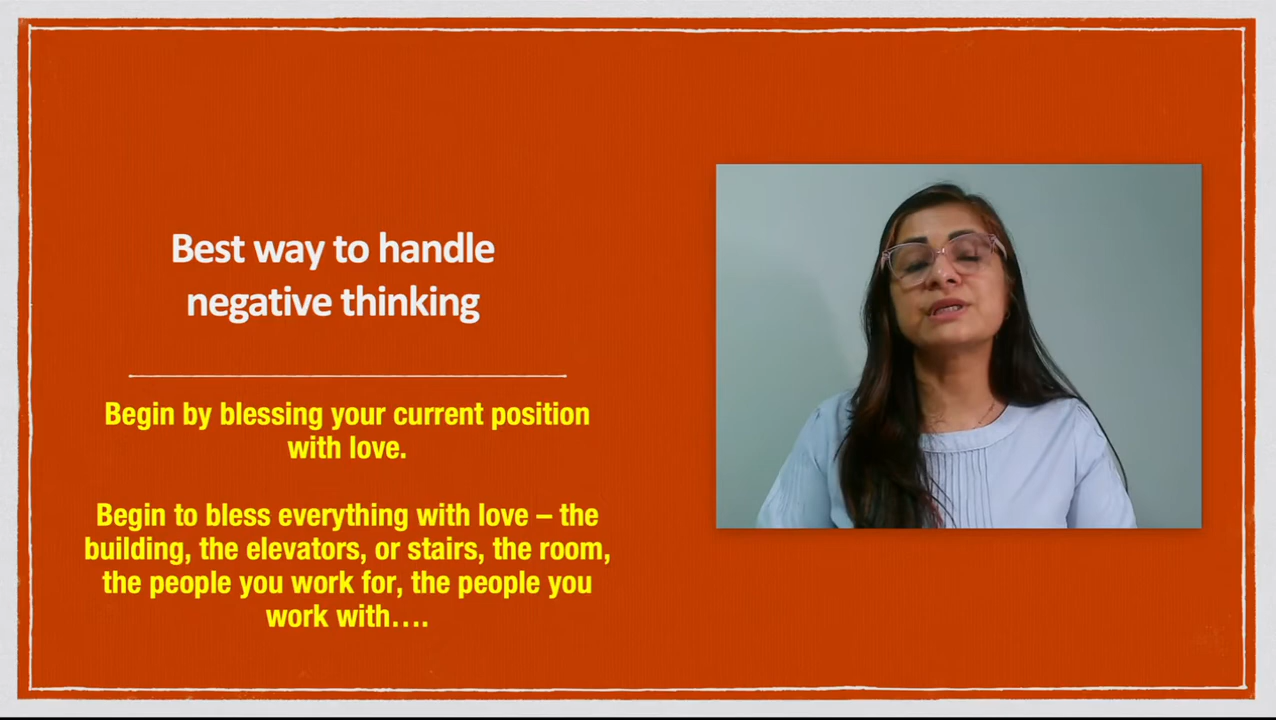 Best way to handle
negative thinking
Begin by blessing your current position
with love.
Begin to bless everything with love – the
building, the elevators, or stairs, the room,
the people you work for, the people you
work with….